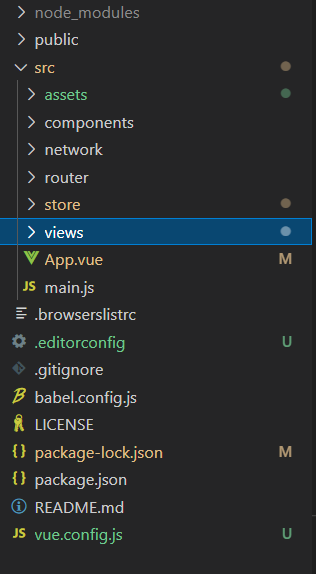 node_modules
public
src
assets
components
network
router
store
views
App.vue M
JS main.js
.browserslistrc
.editorconfig U
.gitignore
babel.config.js
LICENSE
{ } package-lock.json M
{ } package.json
README.md
JS vue.config.js U